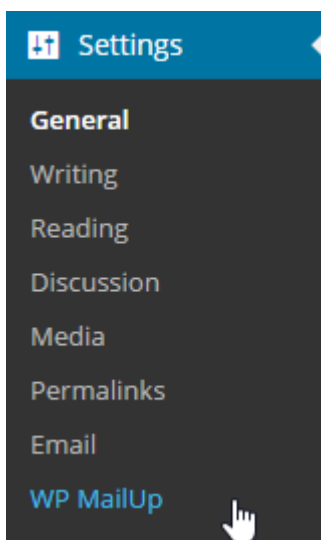 Settings
General
Writing
Reading
Discussion
Media
Permalinks
Email
WP MailUp